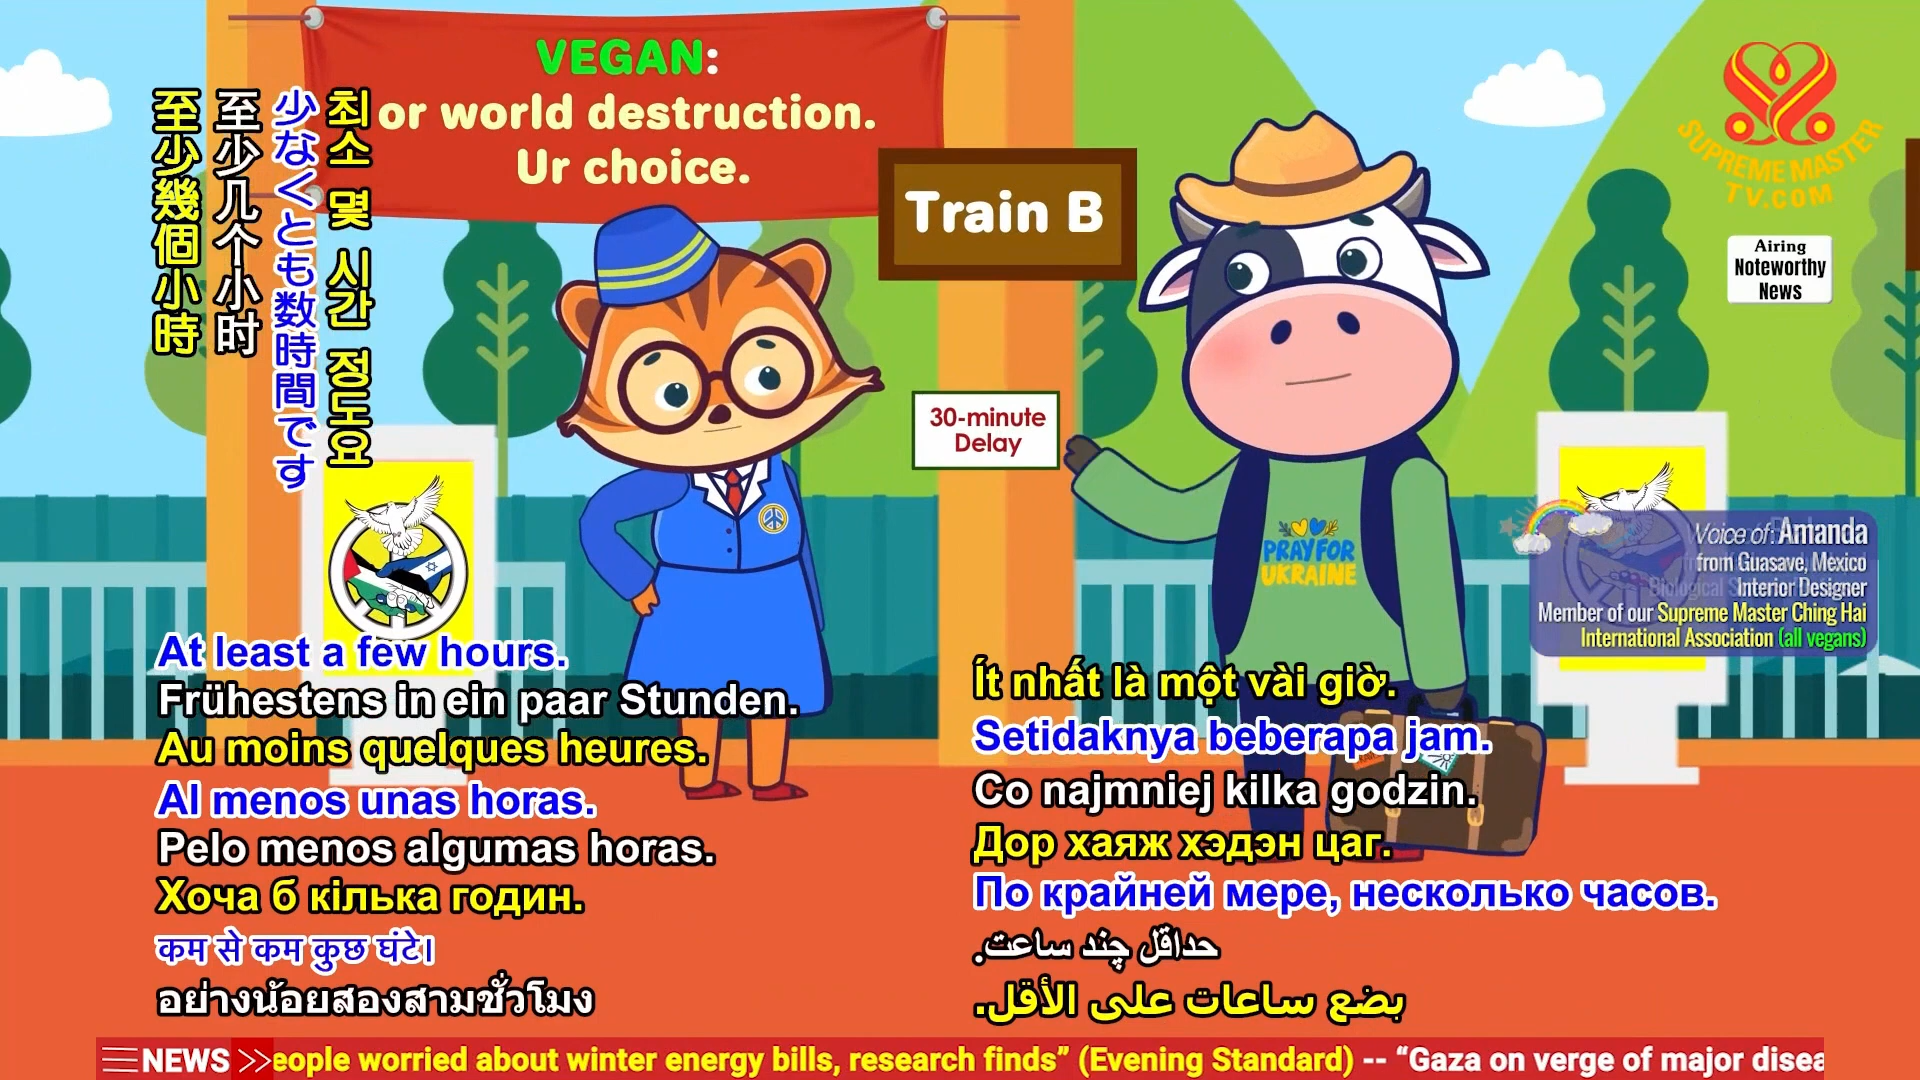 VEGAN:
or world destruction.
Ur choice.
至少幾個小時
至少几个小时
少なくとも数時間です
최소 몇 시간 정도요
Train B
30-minute
Delay
PRAY FOR
UKRAINE
SUPREME MASTER
TV.COM
Airing
Noteworthy
News
Voice of: Amanda
from Guasave, Mexico
Interior Designer
Member of our Supreme Master Ching Hai
International Association (all vegans)
At least a few hours.
Frühestens in ein paar Stunden.
Au moins quelques heures.
Al menos unas horas.
Pelo menos algumas horas.
Хоча б кілька годин.
कम से कम कुछ घंटे।
อย่างน้อยสองสามชั่วโมง
Ít nhất là một vài giờ.
Setidaknya beberapa jam.
Co najmniej kilka godzin.
Дор хаяж хэдэн цаг.
По крайней мере, несколько часов.
حداقل چند ساعت.
بضع ساعات على الأقل.
NEWS >> eople worried about winter energy bills, research finds” (Evening Standard) -- “Gaza on verge of major disea